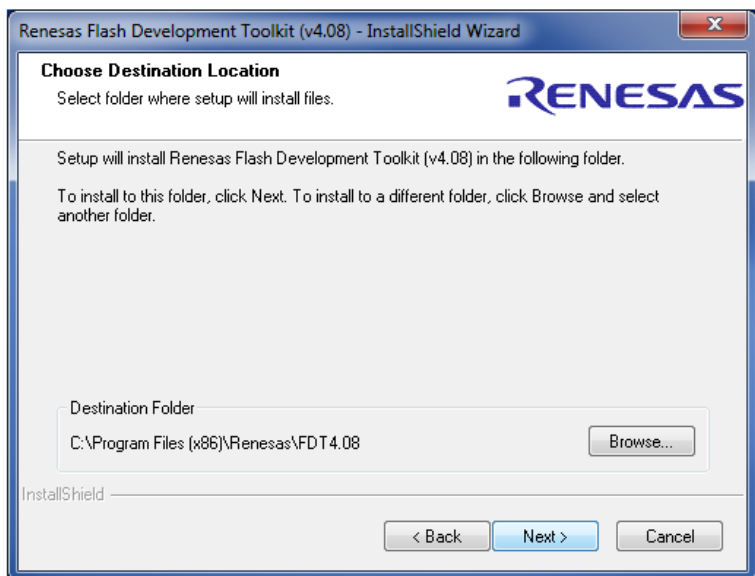 Renesas Flash Development Toolkit (v4.08) - InstallShield Wizard
Choose Destination Location
Select folder where setup will install files.
RENESAS
Setup will install Renesas Flash Development Toolkit (v4.08) in the following folder.
To install to this folder, click Next. To install to a different folder, click Browse and select
another folder.
Destination Folder
C:\Program Files (x86)\Renesas\FDT4.08
Browse...
InstallShield
< Back
Next >
Cancel